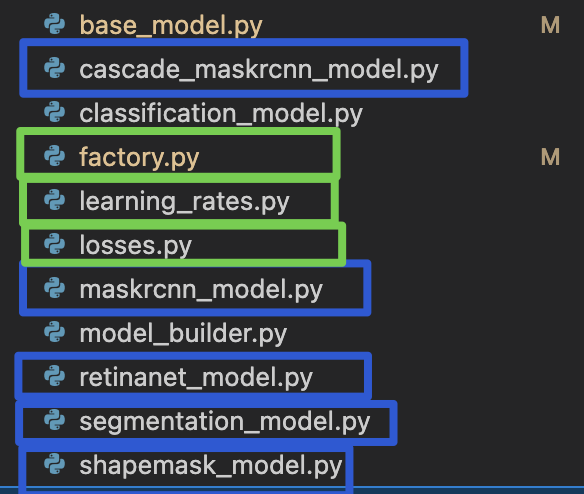 base_model.py M
cascade_maskrcnn_model.py
classification_model.py
factory.py M
learning_rates.py
losses.py
maskrcnn_model.py
model_builder.py
retinanet_model.py
segmentation_model.py
shapemask_model.py